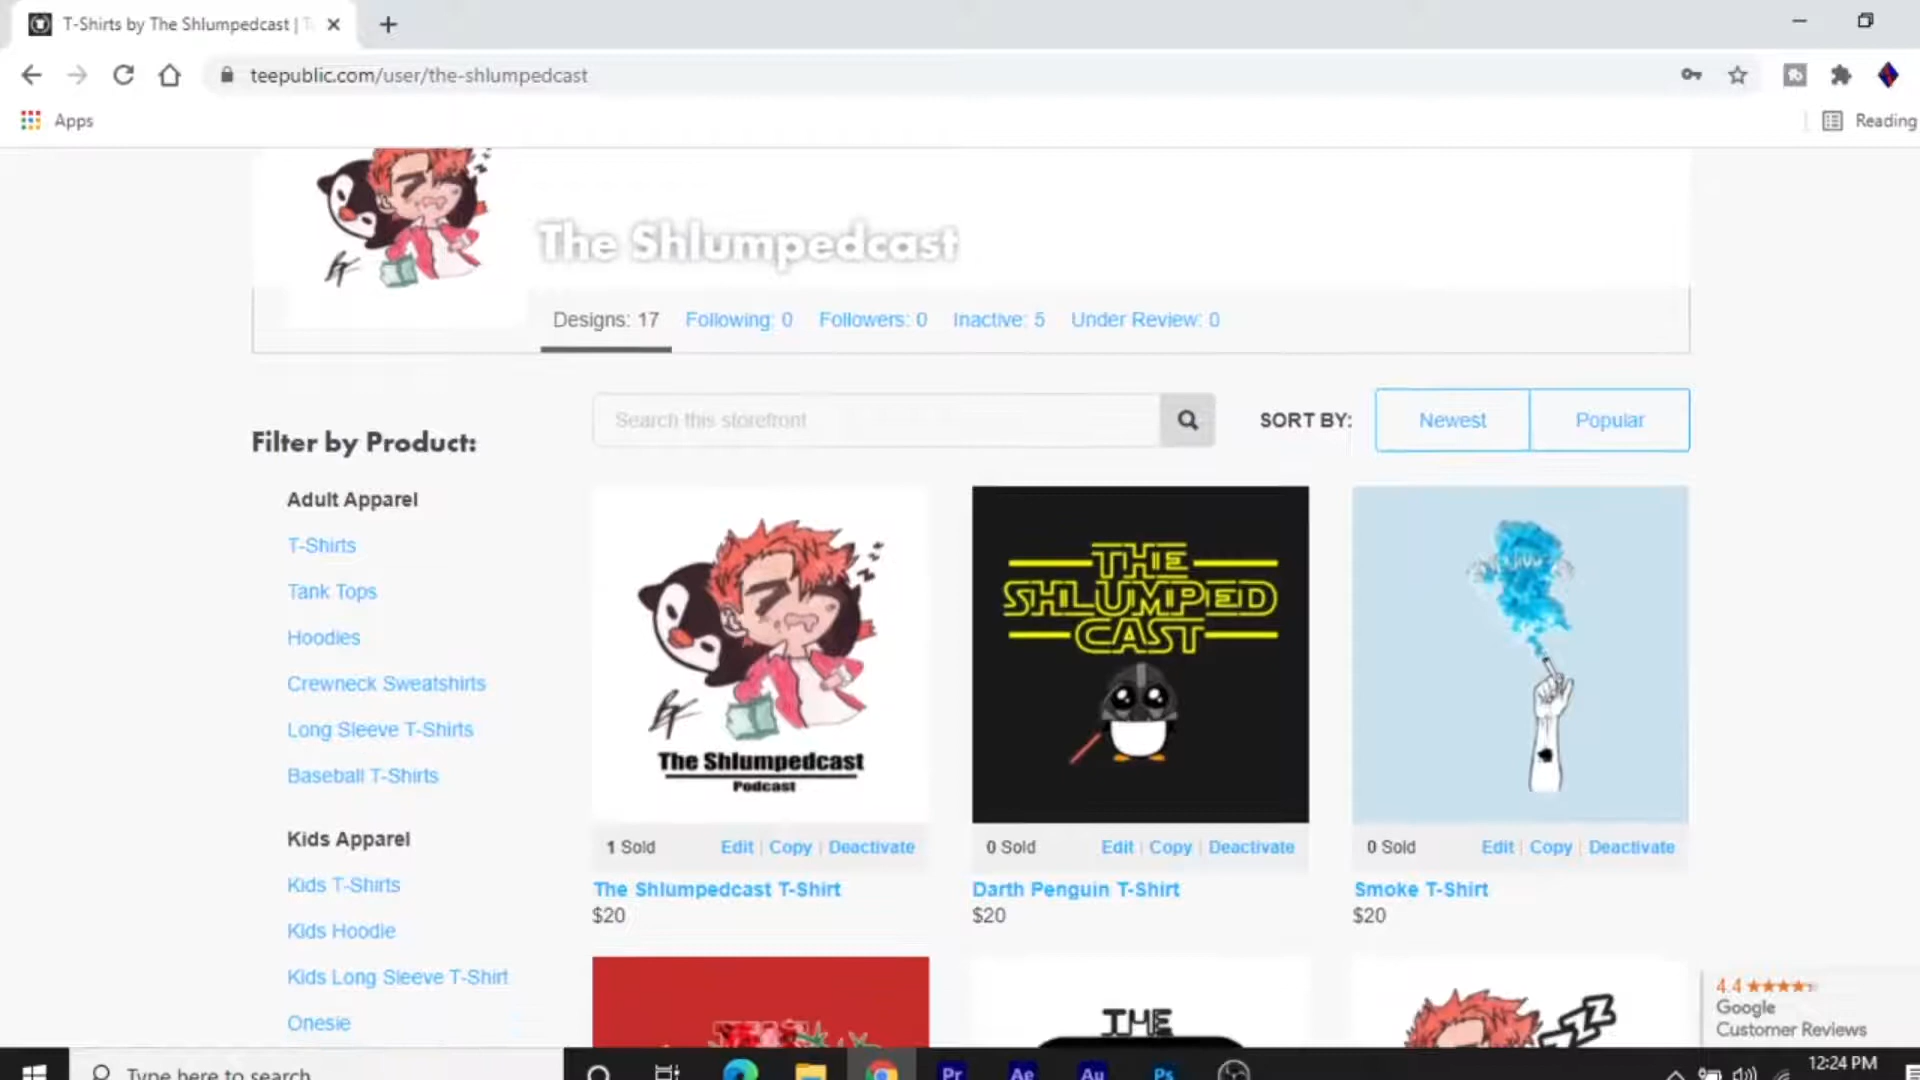 T-Shirts by The Shlumpedcast |
teepublic.com/user/the-shlumpedcast
Apps
Reading
The Shlumpedcast
Designs: 17 Following: 0 Followers: 0 Inactive: 5 Under Review: 0
Search this storefront
SORT BY: Newest Popular
Filter by Product:
Adult Apparel
T-Shirts
Tank Tops
Hoodies
Crewneck Sweatshirts
Long Sleeve T-Shirts
Baseball T-Shirts
Kids Apparel
Kids T-Shirts
Kids Hoodie
Kids Long Sleeve T-Shirt
Onesie
The Shlumpedcast
Podcast
1 Sold Edit | Copy | Deactivate
The Shlumpedcast T-Shirt
$20
THE
SHLUMPED
CAST
0 Sold Edit | Copy | Deactivate
Darth Penguin T-Shirt
$20
0 Sold Edit | Copy | Deactivate
Smoke T-Shirt
$20
THE
zzz
4.4
Google
Customer Reviews
Type here to search
Pr Ae Au Ps
12:24 PM